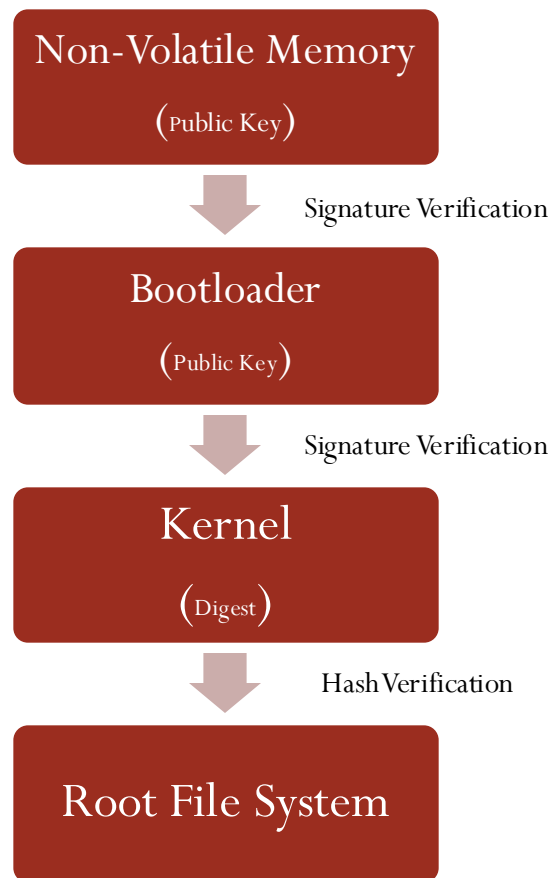 Non-Volatile Memory
(Public Key)
Signature Verification
Bootloader
(Public Key)
Signature Verification
Kernel
(Digest)
Hash Verification
Root File System